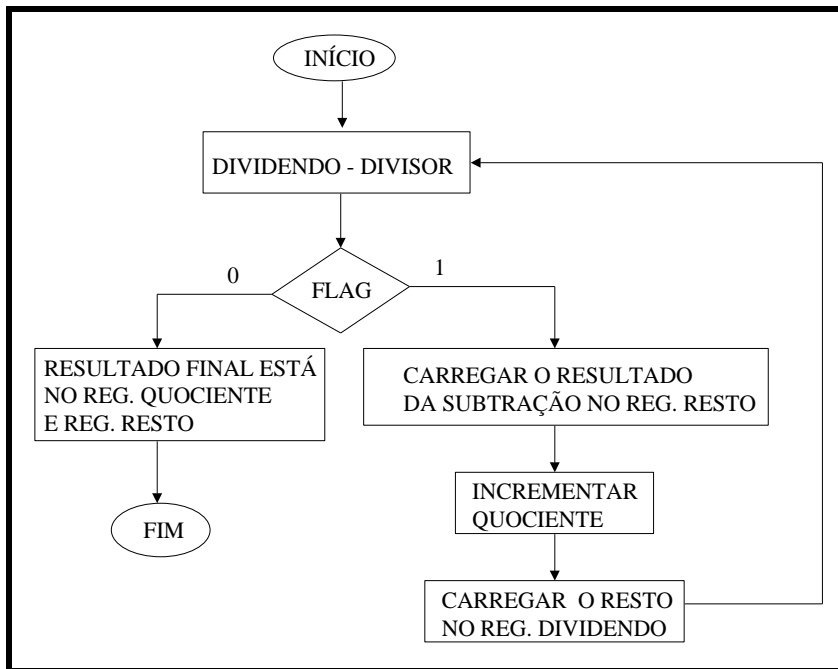 INÍCIO
DIVIDENDO - DIVISOR
0
1
FLAG
RESULTADO FINAL ESTÁ
NO REG. QUOCIENTE
E REG. RESTO
CARREGAR O RESULTADO
DA SUBTRAÇÃO NO REG. RESTO
INCREMENTAR
QUOCIENTE
FIM
CARREGAR O RESTO
NO REG. DIVIDENDO